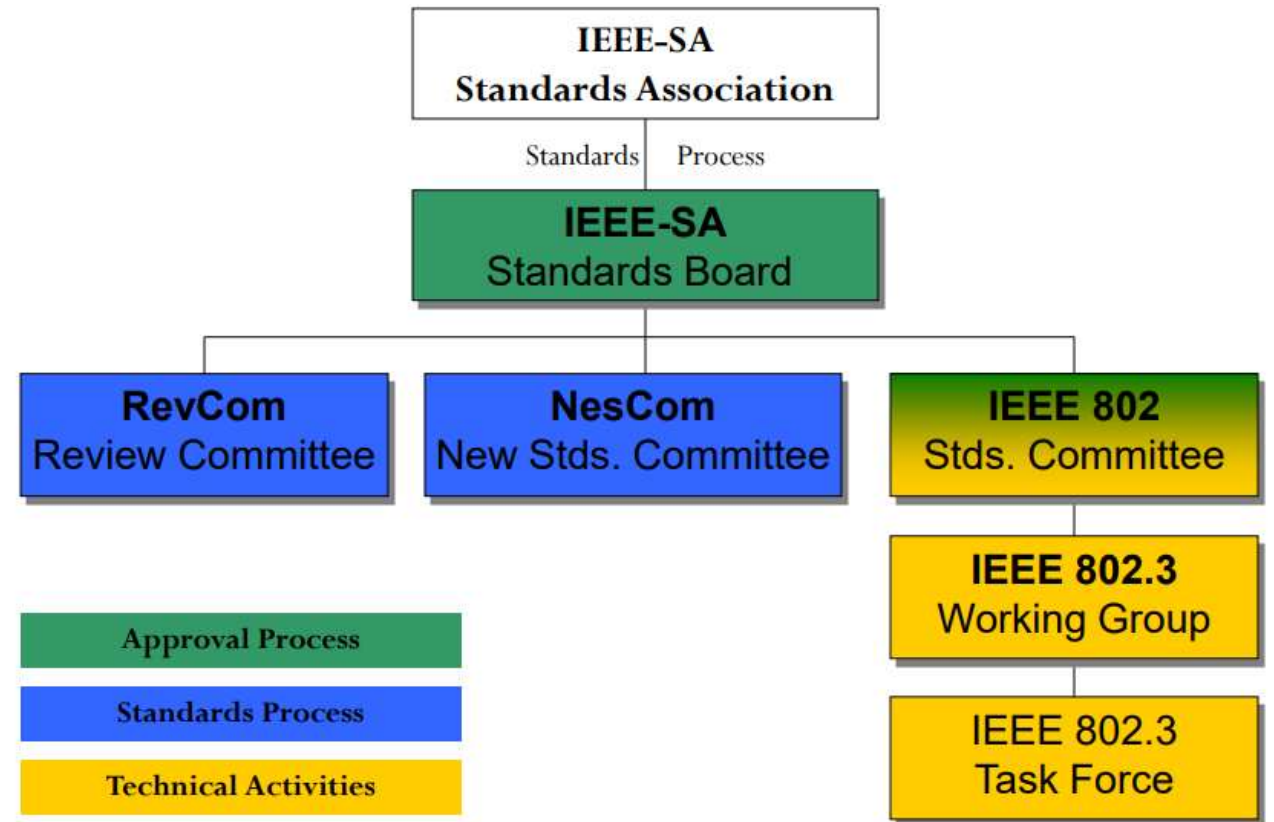 IEEE-SA
Standards Association
Standards Process
IEEE-SA
Standards Board
RevCom
Review Committee
NesCom
New Stds. Committee
IEEE 802
Stds. Committee
IEEE 802.3
Working Group
IEEE 802.3
Task Force
Approval Process
Standards Process
Technical Activities